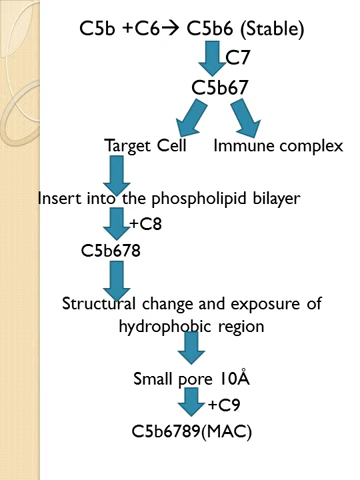 C5b +C6→ C5b6 (Stable)
C7
C5b67
Target Cell Immune complex
Insert into the phospholipid bilayer
+C8
C5b678
Structural change and exposure of
hydrophobic region
Small pore 10Å
+C9
C5b6789(MAC)